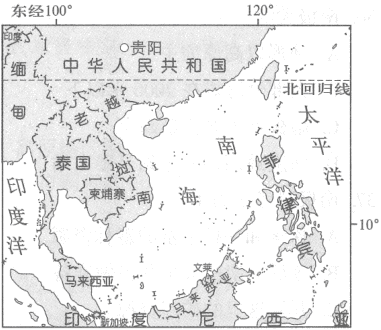 东经100° 120°
印度
贵阳
中华人民共和国
缅甸
北回归线
太平洋
越南
老挝
泰国
柬埔寨
南海
菲律宾
印度洋
10°
文莱
马来西亚
马来西亚
新加坡
印度尼西亚